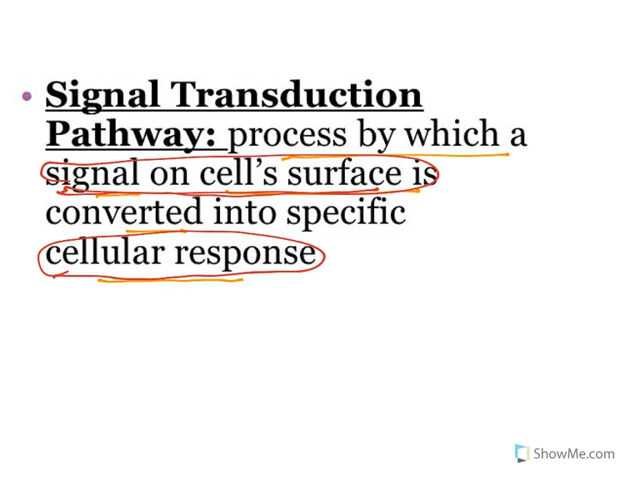 • Signal Transduction
Pathway: process by which a
signal on cell's surface is
converted into specific
cellular response
ShowMe.com